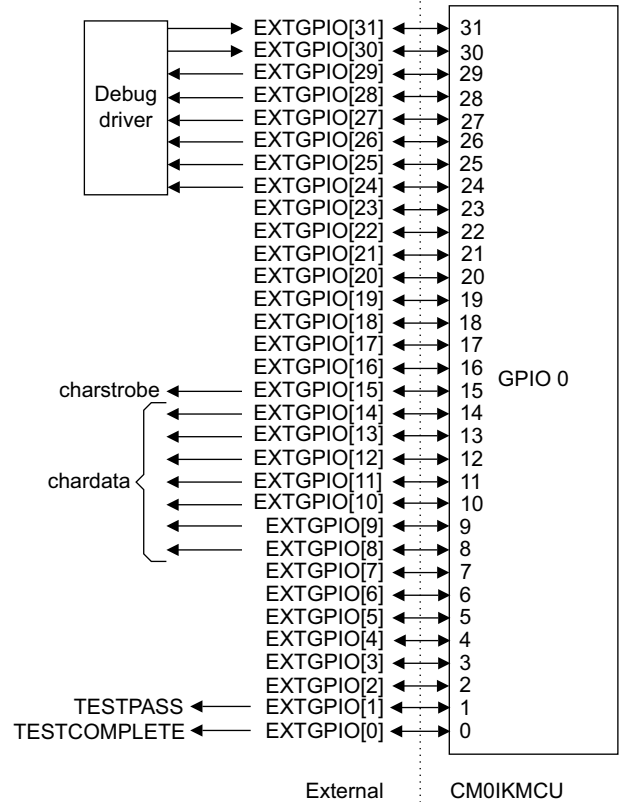 EXTGPIO[31] 31
EXTGPIO[30] 30
EXTGPIO[29] 29
Debug
driver
EXTGPIO[28] 28
EXTGPIO[27] 27
EXTGPIO[26] 26
EXTGPIO[25] 25
EXTGPIO[24] 24
EXTGPIO[23] 23
EXTGPIO[22] 22
EXTGPIO[21] 21
EXTGPIO[20] 20
EXTGPIO[19] 19
EXTGPIO[18] 18
EXTGPIO[17] 17
EXTGPIO[16] 16
GPIO 0
charstrobe EXTGPIO[15] 15
EXTGPIO[14] 14
EXTGPIO[13] 13
EXTGPIO[12] 12
chardata EXTGPIO[11] 11
EXTGPIO[10] 10
EXTGPIO[9] 9
EXTGPIO[8] 8
EXTGPIO[7] 7
EXTGPIO[6] 6
EXTGPIO[5] 5
EXTGPIO[4] 4
EXTGPIO[3] 3
EXTGPIO[2] 2
TESTPASS EXTGPIO[1] 1
TESTCOMPLETE EXTGPIO[0] 0
External CM0IKMCU